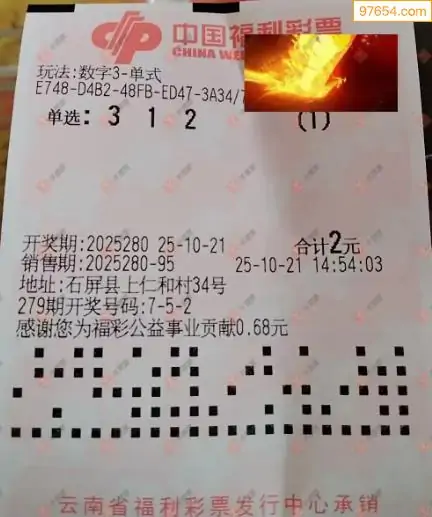 97654.com
中国福利彩票
CHINA WE
玩法:数字3-单式
E748-D4B2-48FB-ED47-3A34/
单选: 3 1 2 (1)
开奖期:2025280 25-10-21 合计2元
销售期:2025280-95 25-10-21 14:54:03
地址:石屏县上仁和村34号
279期开奖号码:7-5-2
感谢您为福彩公益事业贡献0.68元
云南省福利彩票发行中心承销